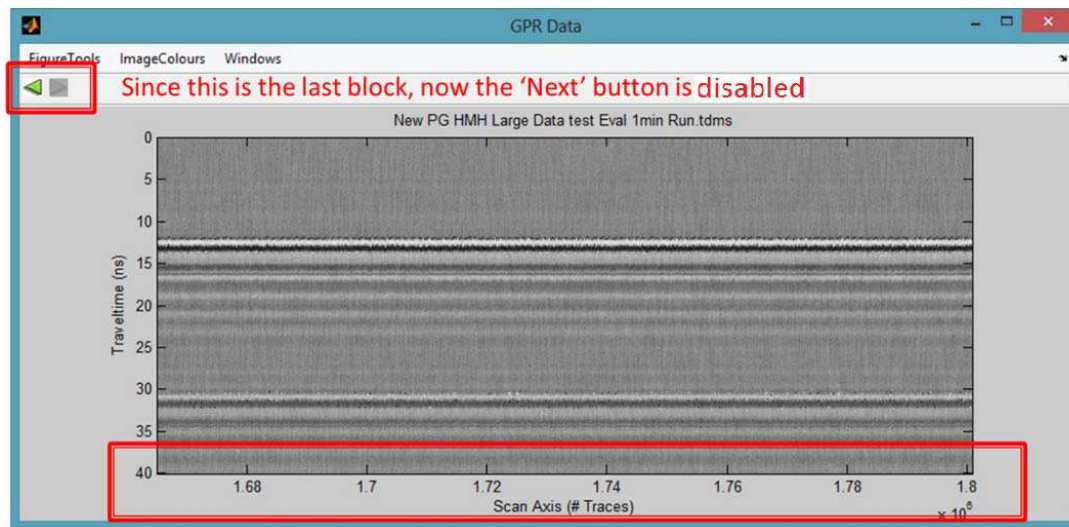 GPR Data
FigureTools ImageColours Windows
Since this is the last block, now the ‘Next’ button is disabled
New PG HMH Large Data test Eval 1min Run.tdms
0
5
10
15
20
25
30
35
40
Traveltime (ns)
1.68 1.7 1.72 1.74 1.76 1.78 1.8
Scan Axis (# Traces)
× 10⁶